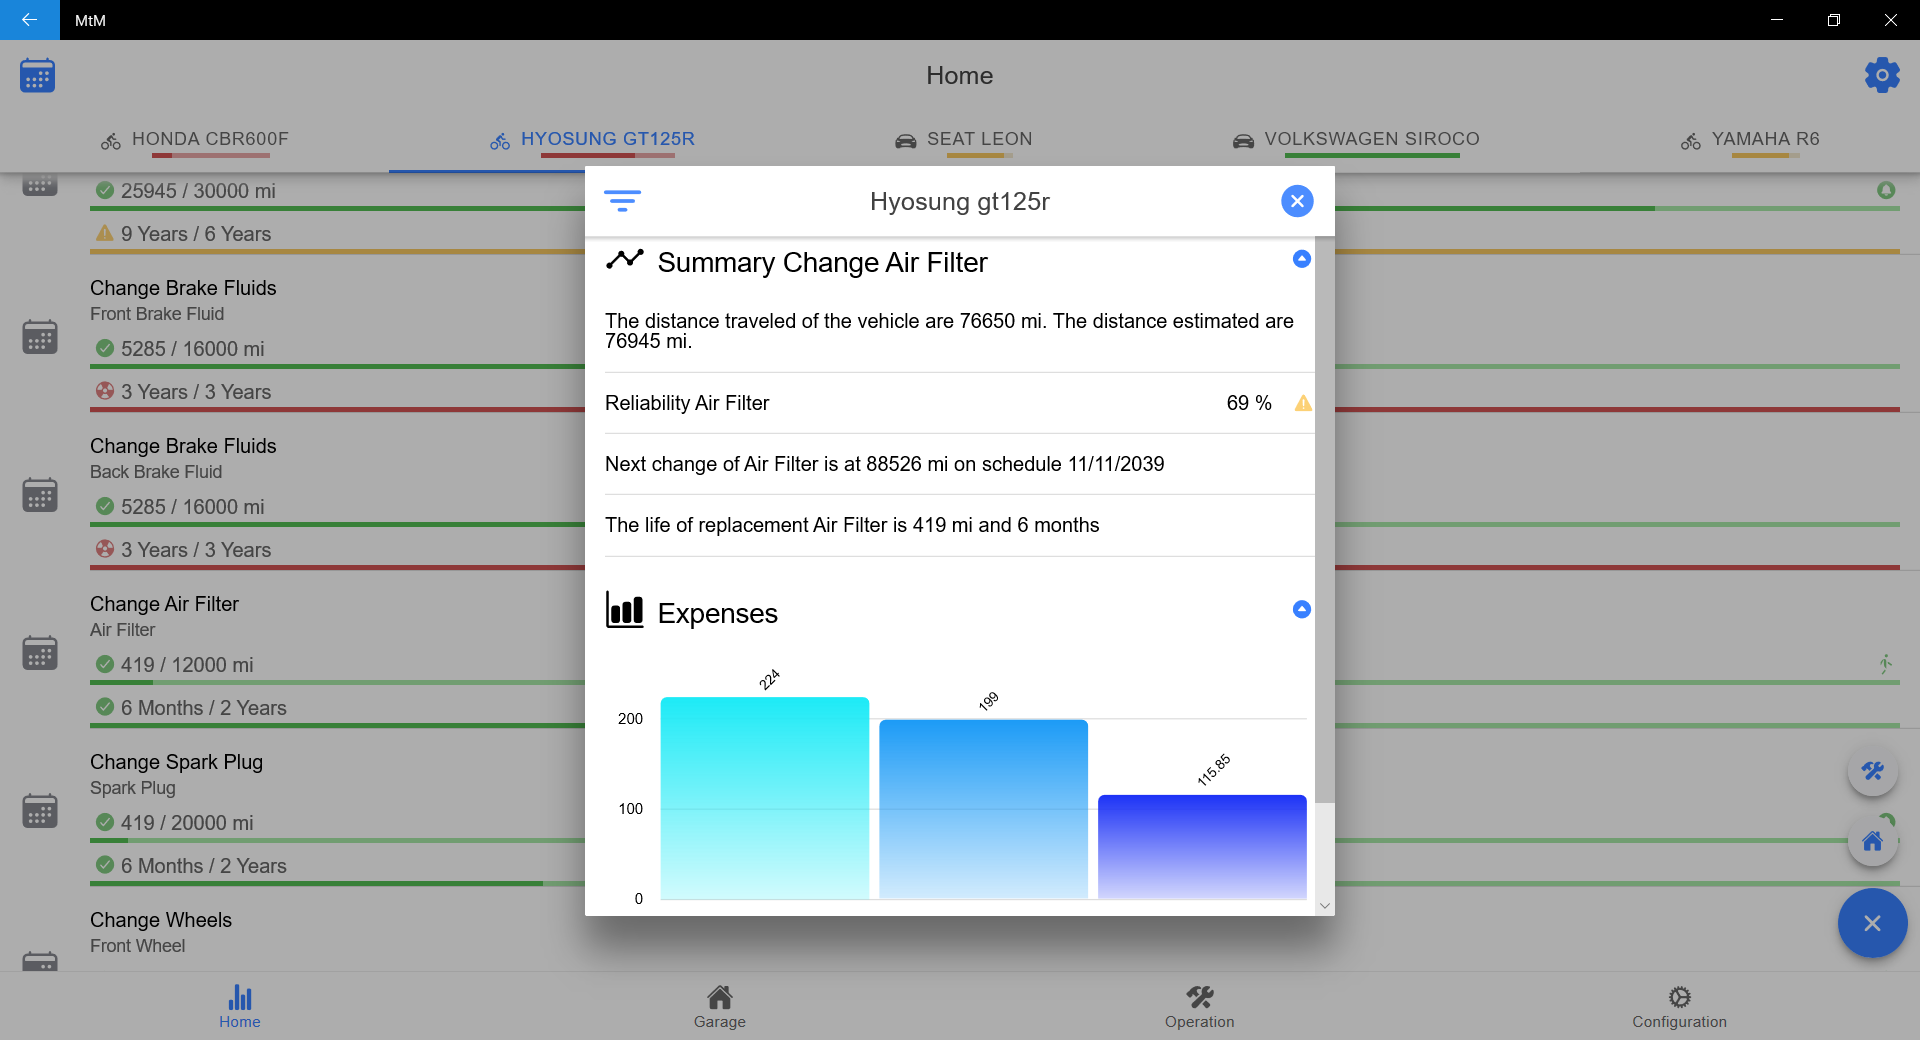 MtM
Home
HONDA CBR600F
HYOSUNG GT125R
SEAT LEON
VOLKSWAGEN SIROCO
YAMAHA R6
25945 / 30000 mi
9 Years / 6 Years
Change Brake Fluids
Front Brake Fluid
5285 / 16000 mi
3 Years / 3 Years
Change Brake Fluids
Back Brake Fluid
5285 / 16000 mi
3 Years / 3 Years
Change Air Filter
Air Filter
419 / 12000 mi
6 Months / 2 Years
Change Spark Plug
Spark Plug
419 / 20000 mi
6 Months / 2 Years
Change Wheels
Front Wheel
Hyosung gt125r
Summary Change Air Filter
The distance traveled of the vehicle are 76650 mi. The distance estimated are
76945 mi.
Reliability Air Filter 69 %
Next change of Air Filter is at 88526 mi on schedule 11/11/2039
The life of replacement Air Filter is 419 mi and 6 months
Expenses
224
199
115.85
200
100
0
Home
Garage
Operation
Configuration